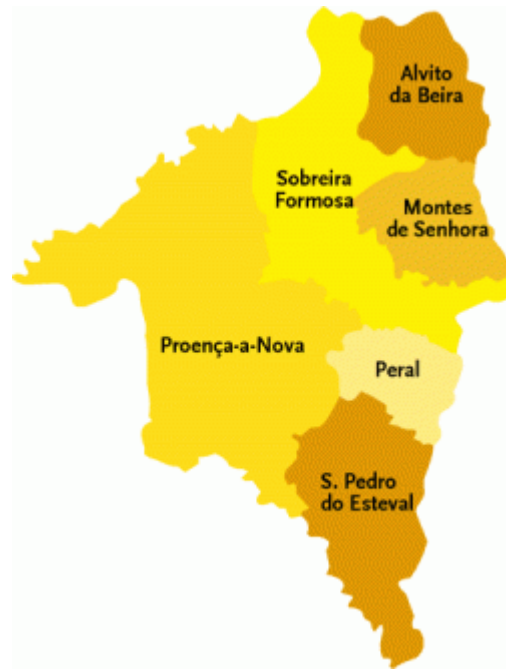 Alvito
da Beira
Sobreira
Formosa
Montes
de Senhora
Proença-a-Nova
Peral
S. Pedro
do Esteval